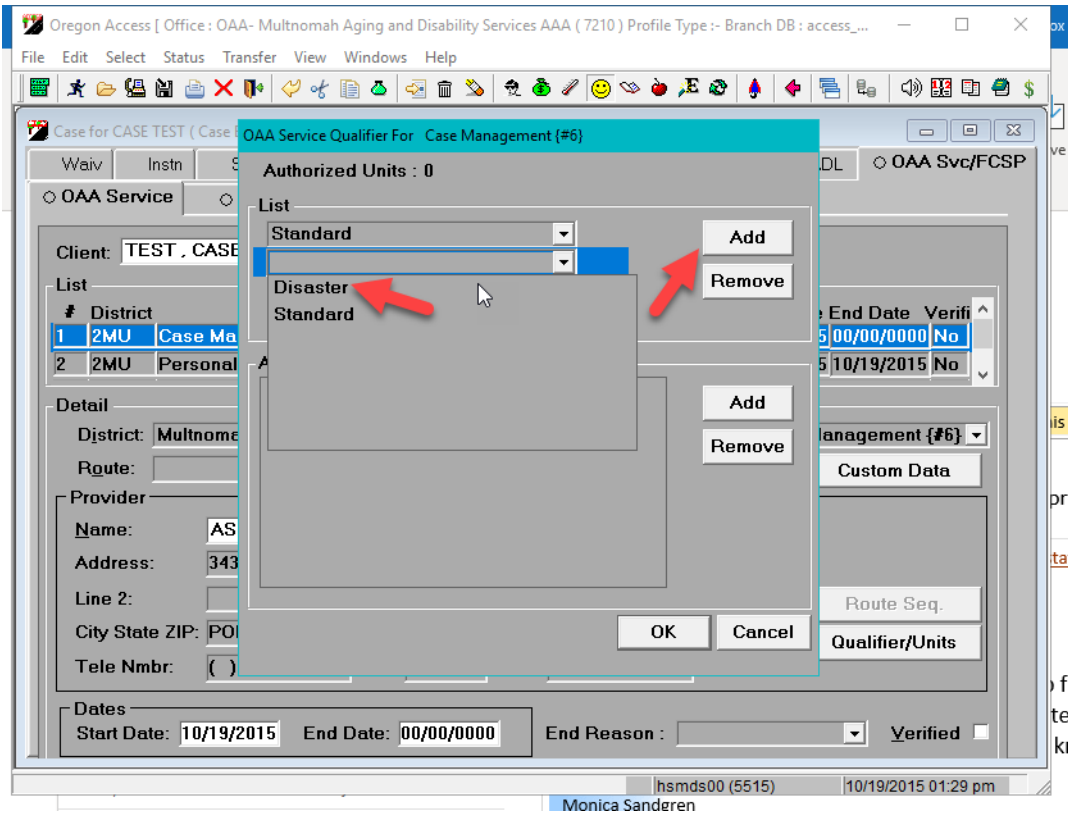 Oregon Access [ Office : OAA- Multnomah Aging and Disability Services AAA ( 7210 ) Profile Type :- Branch DB : access_...
File Edit Select Status Transfer View Windows Help
Case for CASE TEST ( Case
OAA Service Qualifier For Case Management {#6}
Waiv Instn
OAA Svc/FCSP
OAA Service
Authorized Units : 0
List
Standard
Add
Client: TEST , CASE
Disaster
Remove
Standard
List
# District
End Date Verifi
1 2MU Case Ma
00/00/0000 No
2 2MU Personal
10/19/2015 No
Detail
Add
District: Multnoma
{#6}
Remove
Route:
Custom Data
Provider
Name: AS
Address: 343
Line 2:
Route Seq.
City State ZIP:
OK Cancel
Qualifier/Units
Tele Nmbr: ( )
Dates
Start Date: 10/19/2015 End Date: 00/00/0000 End Reason : Verified
hsmds00 (5515) 10/19/2015 01:29 pm
Monica Sandgren